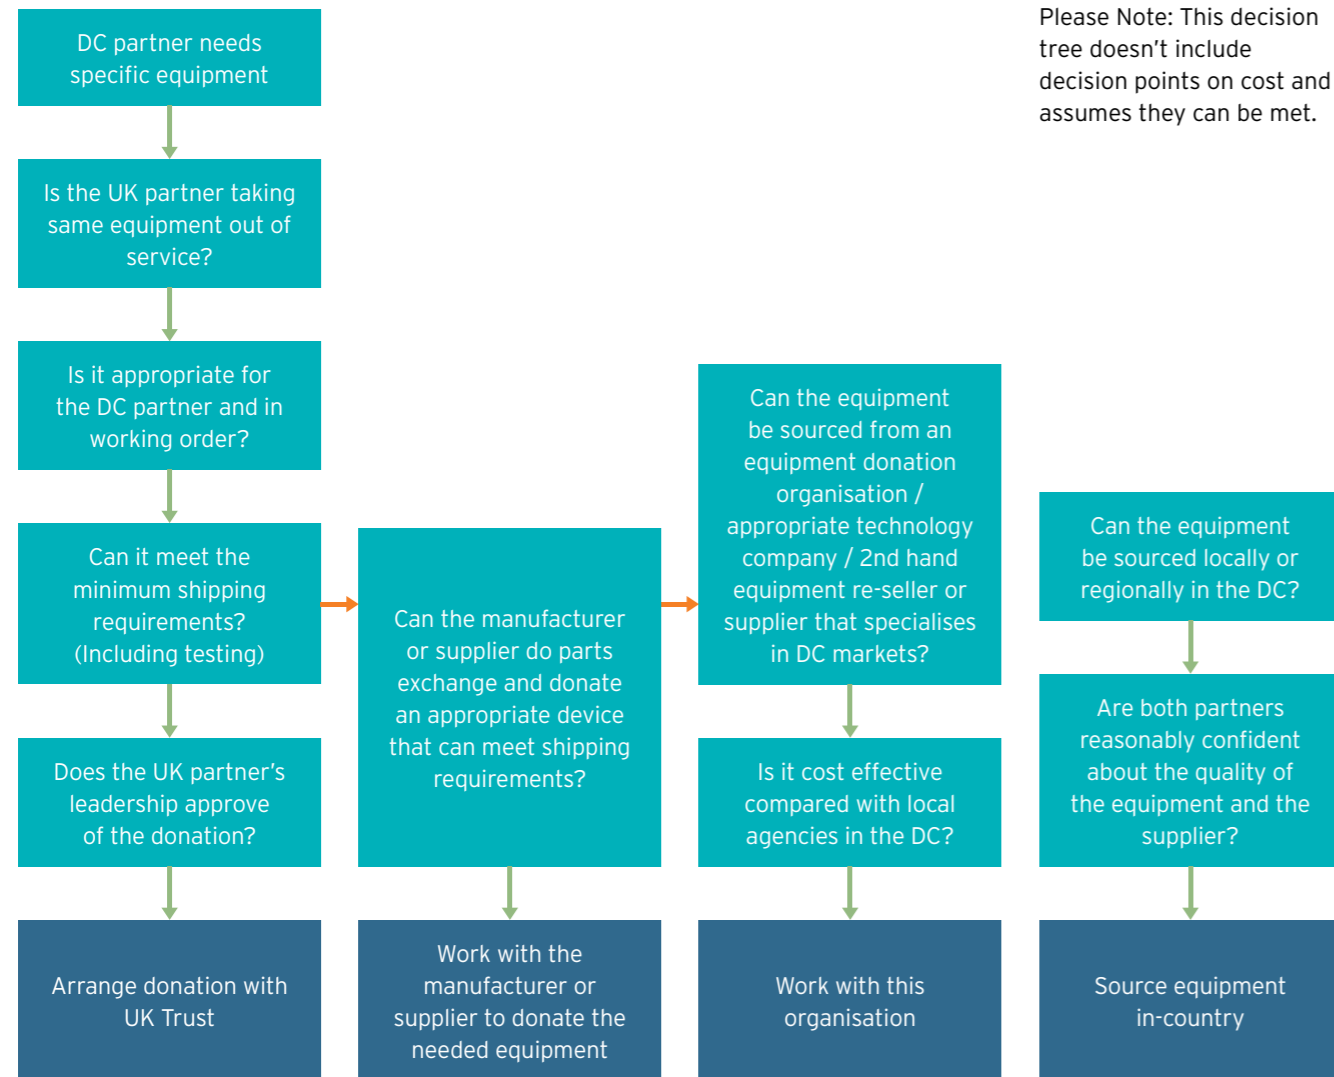 DC partner needs
specific equipment
Is the UK partner taking
same equipment out of
service?
Is it appropriate for
the DC partner and in
working order?
Can it meet the
minimum shipping
requirements?
(Including testing)
Does the UK partner’s
leadership approve
of the donation?
Arrange donation with
UK Trust
Can the manufacturer
or supplier do parts
exchange and donate
an appropriate device
that can meet shipping
requirements?
Work with the
manufacturer or
supplier to donate the
needed equipment
Can the equipment
be sourced from an
equipment donation
organisation /
appropriate technology
company / 2nd hand
equipment re-seller or
supplier that specialises
in DC markets?
Is it cost effective
compared with local
agencies in the DC?
Work with this
organisation
Please Note: This decision
tree doesn't include
decision points on cost and
assumes they can be met.
Can the equipment
be sourced locally or
regionally in the DC?
Are both partners
reasonably confident
about the quality of
the equipment and the
supplier?
Source equipment
in-country